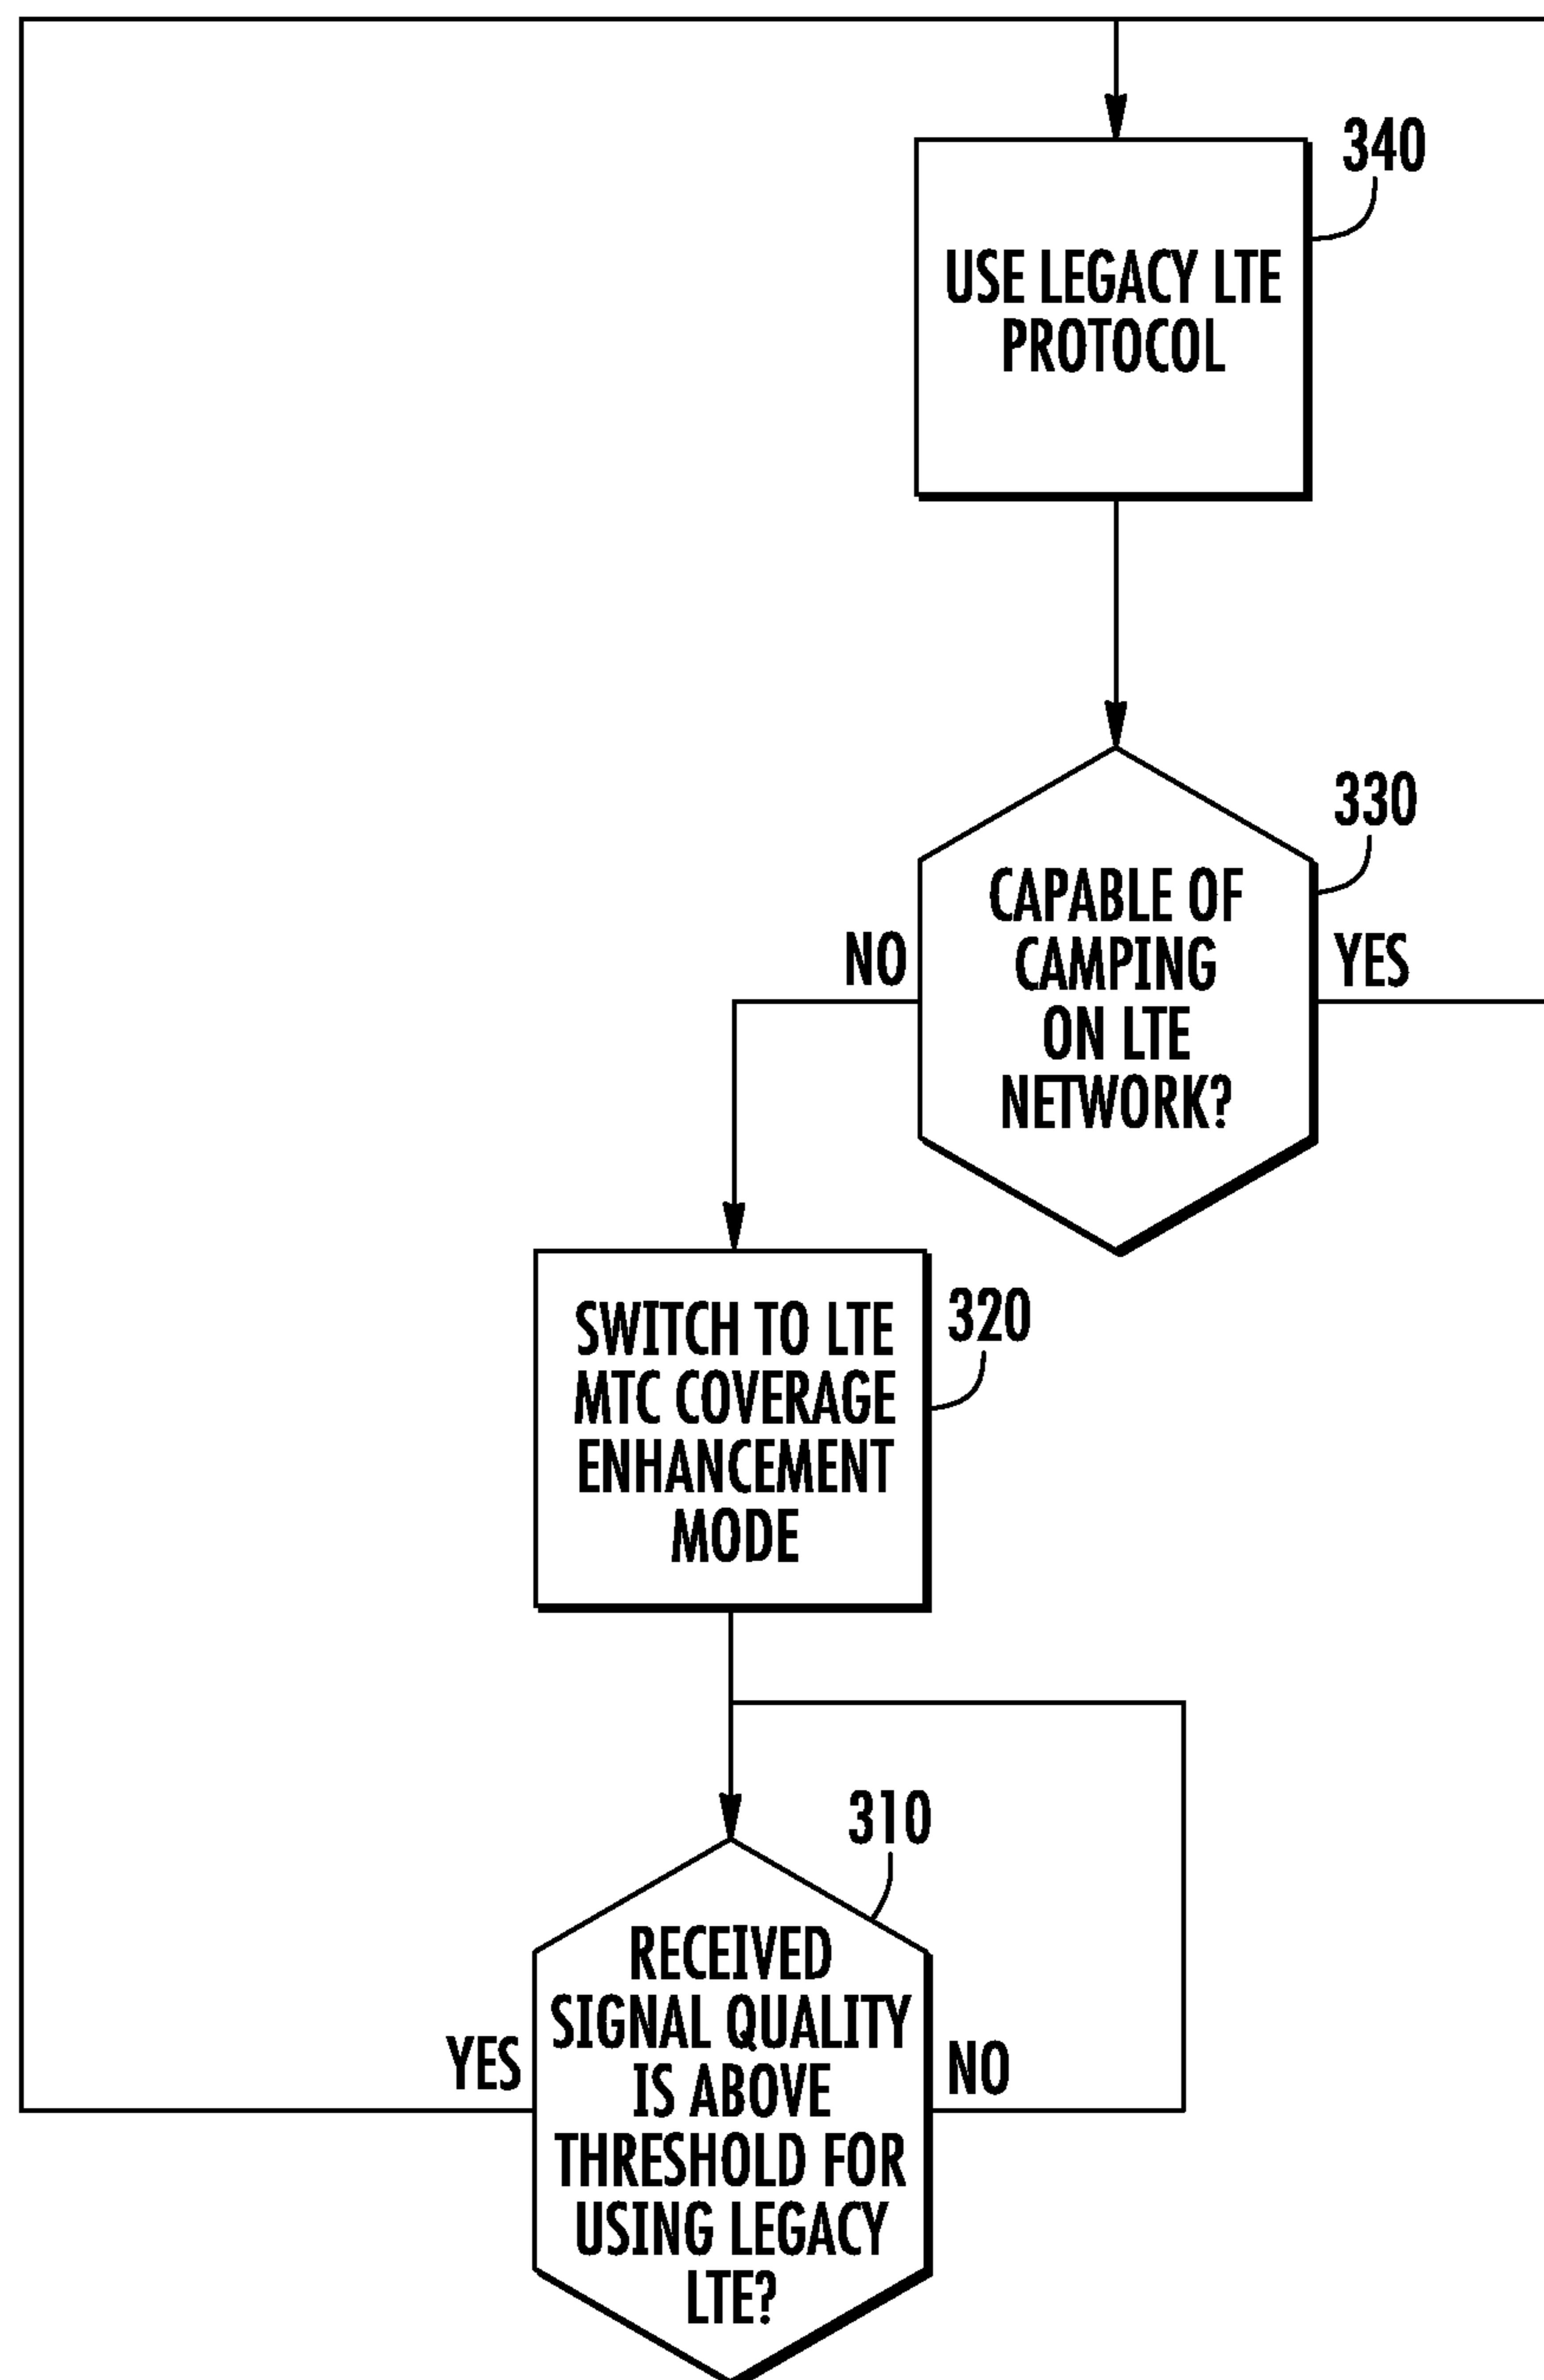 340
USE LEGACY LTE
PROTOCOL
330
CAPABLE OF
CAMPING
ON LTE
NETWORK?
NO
YES
SWITCH TO LTE
MTC COVERAGE
ENHANCEMENT
MODE
320
310
RECEIVED
SIGNAL QUALITY
IS ABOVE
THRESHOLD FOR
USING LEGACY
LTE?
YES
NO